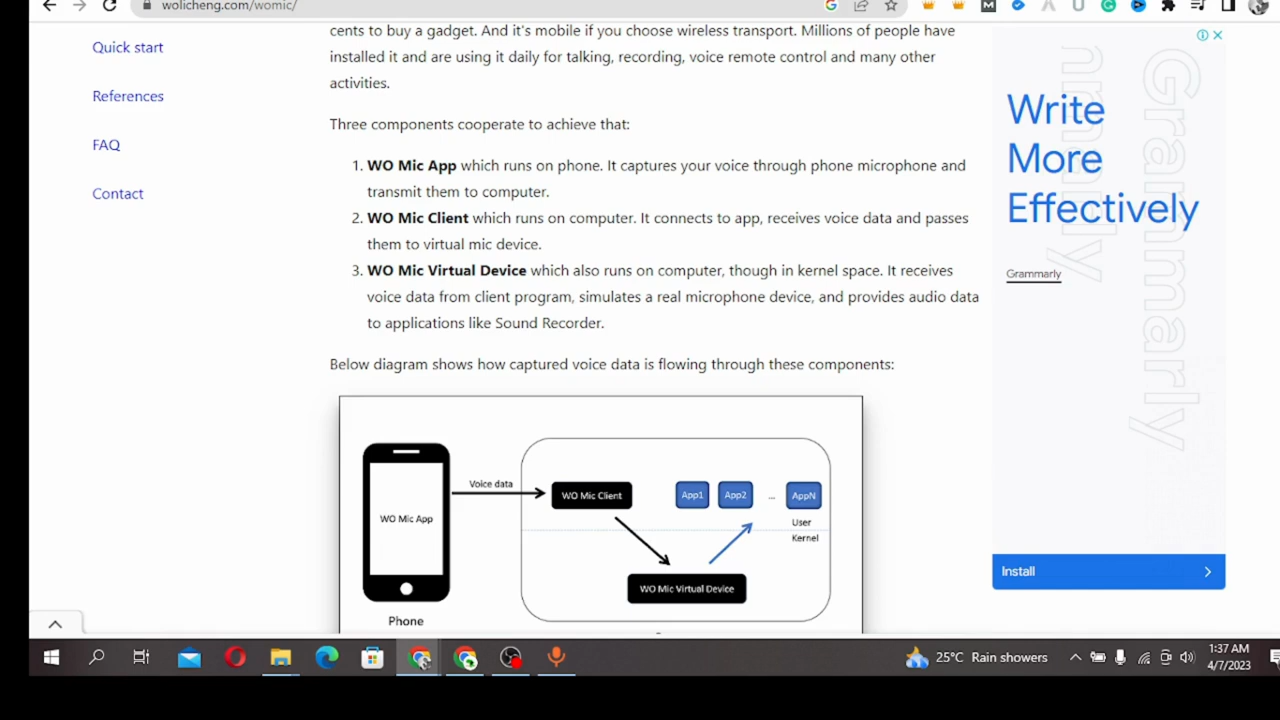 wolicheng.com/womic/
Quick start
References
FAQ
Contact
cents to buy a gadget. And it's mobile if you choose wireless transport. Millions of people have
installed it and are using it daily for talking, recording, voice remote control and many other
activities.
Three components cooperate to achieve that:
1. WO Mic App which runs on phone. It captures your voice through phone microphone and
transmit them to computer.
2. WO Mic Client which runs on computer. It connects to app, receives voice data and passes
them to virtual mic device.
3. WO Mic Virtual Device which also runs on computer, though in kernel space. It receives
voice data from client program, simulates a real microphone device, and provides audio data
to applications like Sound Recorder.
Below diagram shows how captured voice data is flowing through these components:
WO Mic App
Phone
Voice data
WO Mic Client
App1
App2
...
AppN
User
Kernel
WO Mic Virtual Device
Write
More
Effectively
Grammarly
Grammarly
Install
25°C Rain showers
1:37 AM
4/7/2023